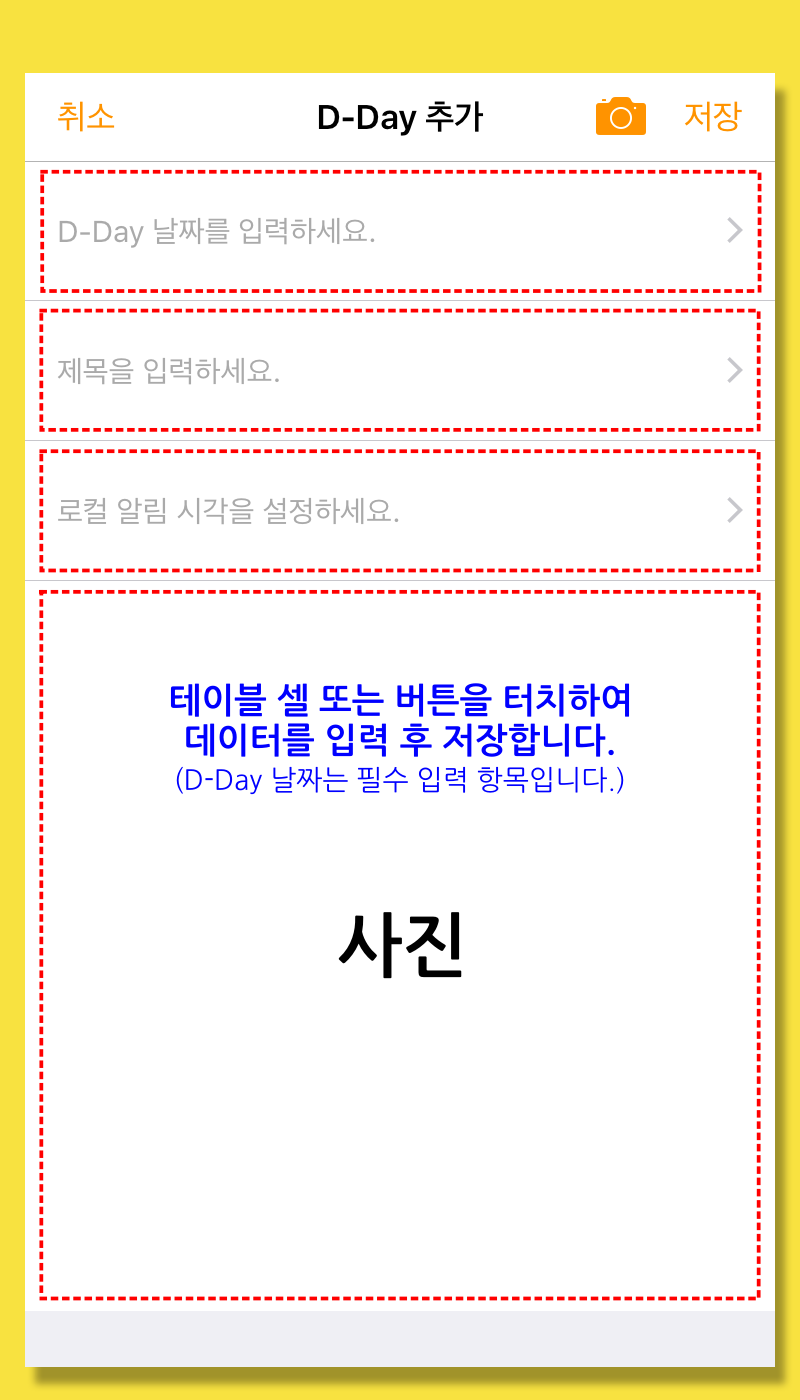 취소 D-Day 추가 저장
D-Day 날짜를 입력하세요.
제목을 입력하세요.
로컬 알림 시각을 설정하세요.
테이블 셀 또는 버튼을 터치하여
데이터를 입력 후 저장합니다.
(D-Day 날짜는 필수 입력 항목입니다.)
사진